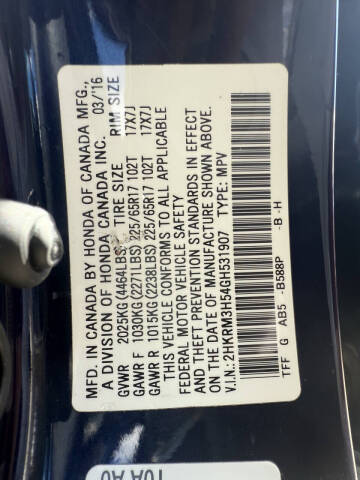 MFD. IN CANADA BY HONDA OF CANADA MFG.,
A DIVISION OF HONDA CANADA INC. 03/'16
TIRE SIZE RIM SIZE
GVWR 2025KG(4464LBS)
GAWR F 1030KG(2271LBS) 225/65R17 102T 17X7J
GAWR R 1015KG(2238LBS) 225/65R17 102T 17X7J
THIS VEHICLE CONFORMS TO ALL APPLICABLE
FEDERAL MOTOR VEHICLE SAFETY
AND THEFT PREVENTION STANDARDS IN EFFECT
ON THE DATE OF MANUFACTURE SHOWN ABOVE.
V.I.N.: 2HKRM3H54GH531907 TYPE: MPV
TFF G AB5 -B588P -B -H